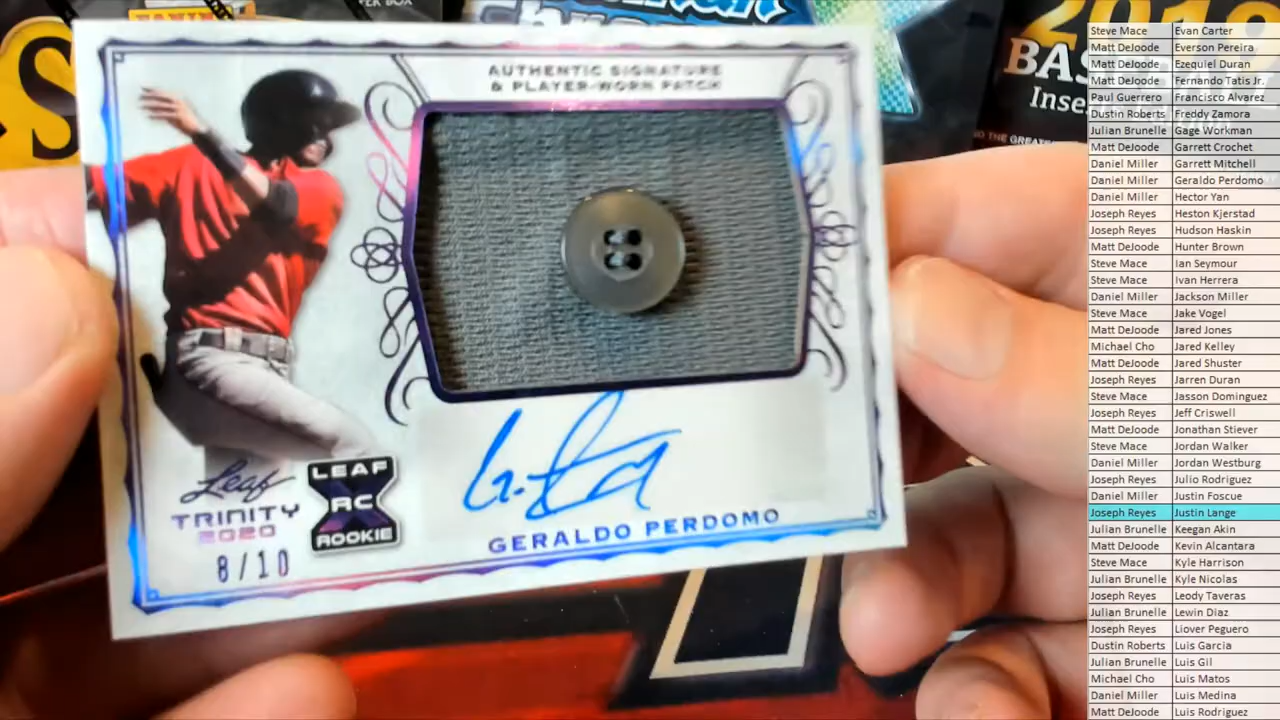 PANINI
PER BOX
S
BAS
Inse
AUTHENTIC SIGNATURE
& PLAYER-WORN PATCH
Leaf
TRINITY
2020
8/10
LEAF
RC
ROOKIE
GERALDO PERDOMO
Steve Mace Evan Carter
Matt DeJoode Everson Pereira
Matt DeJoode Ezequiel Duran
Matt DeJoode Fernando Tatis Jr.
Paul Guerrero Francisco Alvarez
Dustin Roberts Freddy Zamora
Julian Brunelle Gage Workman
Matt DeJoode Garrett Crochet
Daniel Miller Garrett Mitchell
Daniel Miller Geraldo Perdomo
Daniel Miller Hector Yan
Joseph Reyes Heston Kjerstad
Joseph Reyes Hudson Haskin
Matt DeJoode Hunter Brown
Steve Mace Ian Seymour
Steve Mace Ivan Herrera
Daniel Miller Jackson Miller
Steve Mace Jake Vogel
Matt DeJoode Jared Jones
Michael Cho Jared Kelley
Matt DeJoode Jared Shuster
Joseph Reyes Jarren Duran
Steve Mace Jasson Dominguez
Joseph Reyes Jeff Criswell
Matt DeJoode Jonathan Stiever
Steve Mace Jordan Walker
Daniel Miller Jordan Westburg
Joseph Reyes Julio Rodriguez
Daniel Miller Justin Foscue
Joseph Reyes Justin Lange
Julian Brunelle Keegan Akin
Matt DeJoode Kevin Alcantara
Steve Mace Kyle Harrison
Julian Brunelle Kyle Nicolas
Joseph Reyes Leody Taveras
Julian Brunelle Lewin Diaz
Joseph Reyes Liover Peguero
Dustin Roberts Luis Garcia
Julian Brunelle Luis Gil
Michael Cho Luis Matos
Daniel Miller Luis Medina
Matt DeJoode Luis Rodriguez